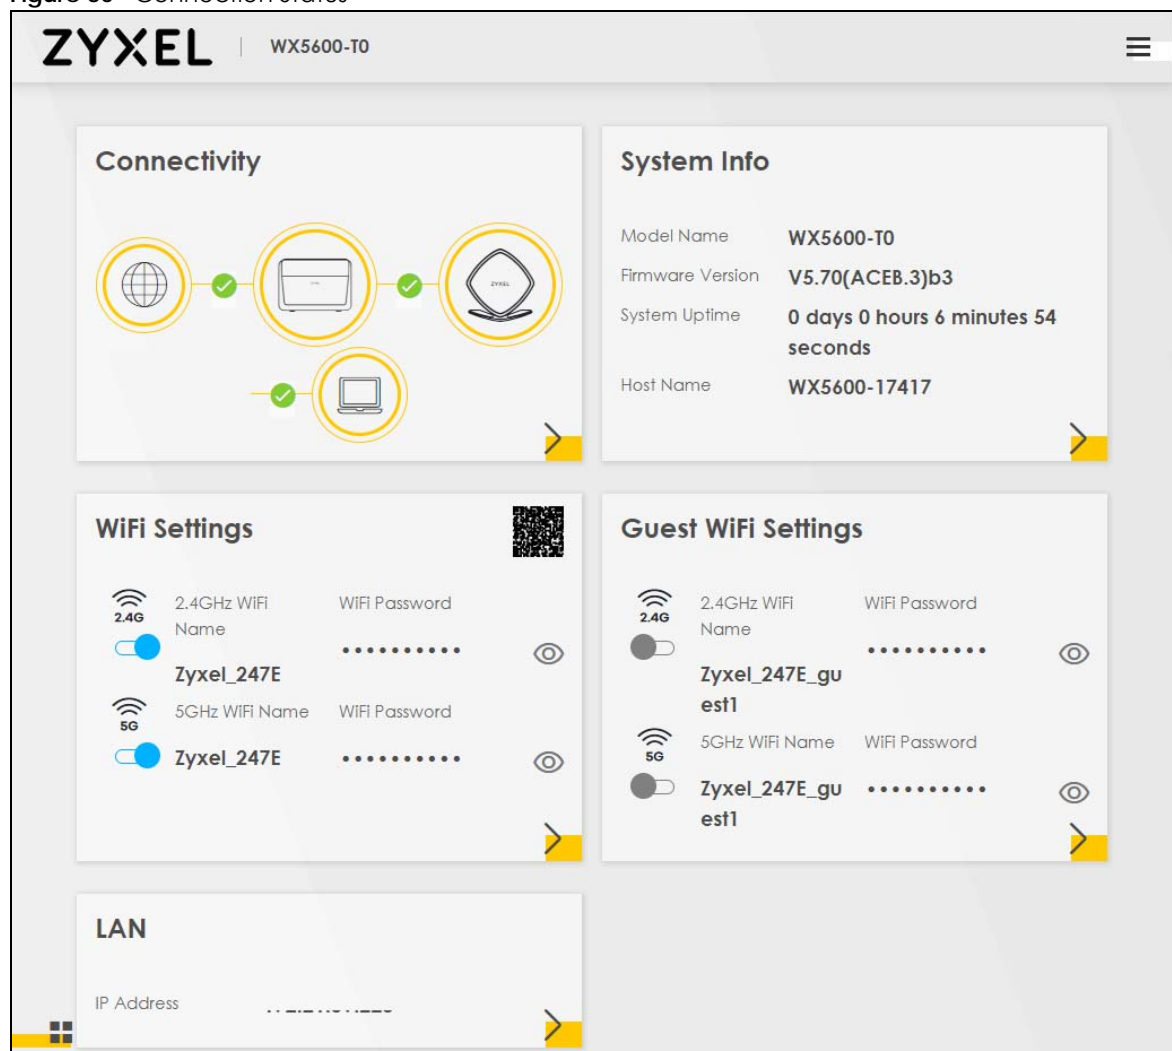 ZYXEL WX5600-T0
Connectivity
ZYXEL
System Info
Model Name WX5600-T0
Firmware Version V5.70(ACEB.3)b3
System Uptime 0 days 0 hours 6 minutes 54
seconds
Host Name WX5600-17417
WiFi Settings
2.4G
2.4GHz WiFi
Name
WiFi Password
••••••••••
Zyxel_247E
5G
5GHz WiFi Name WiFi Password
Zyxel_247E ••••••••••
Guest WiFi Settings
2.4G
2.4GHz WiFi
Name
WiFi Password
••••••••••
Zyxel_247E_gu
est1
5G
5GHz WiFi Name WiFi Password
Zyxel_247E_gu ••••••••••
est1
LAN
IP Address